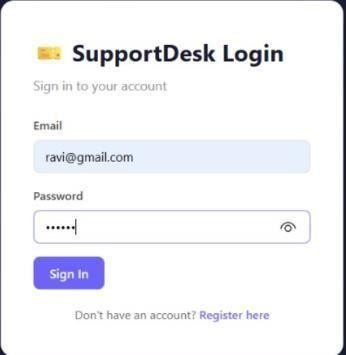 SupportDesk Login
Sign in to your account
Email
ravi@gmail.com
Password
••••••
Sign In
Don't have an account? Register here